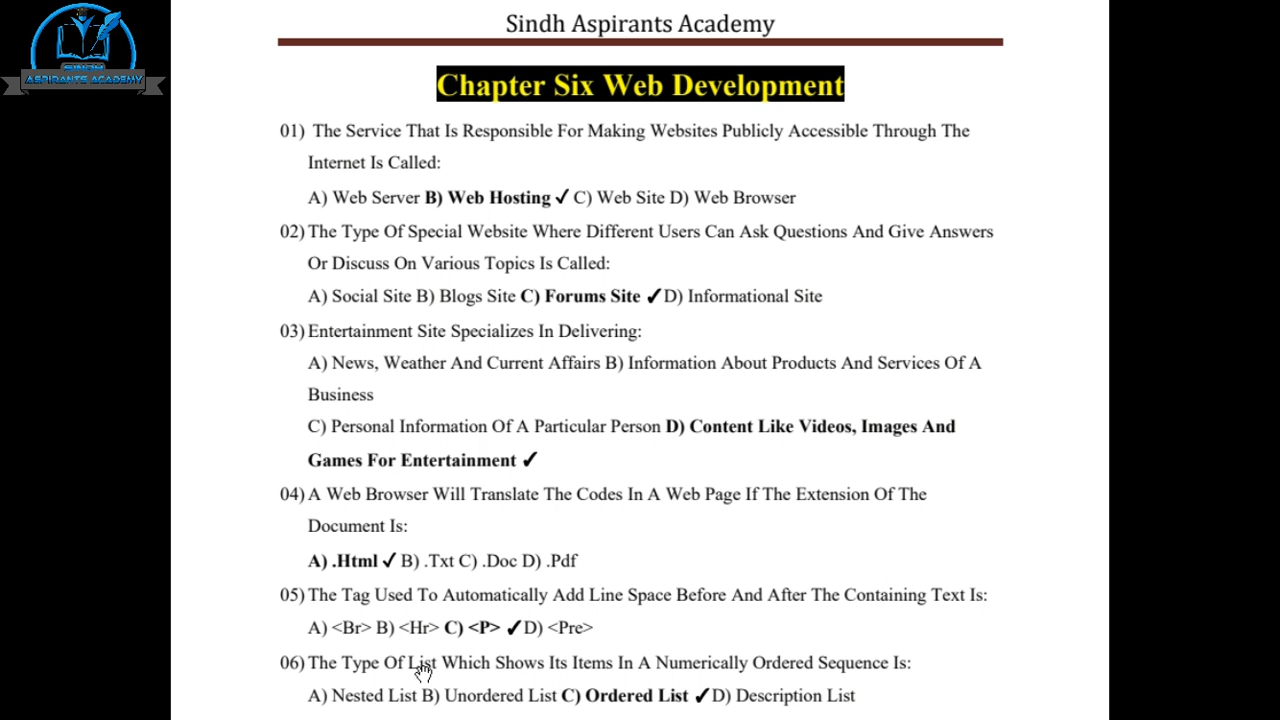 Sindh Aspirants Academy
SINDH
ASPIRANTS ACADEMY
Chapter Six Web Development
01) The Service That Is Responsible For Making Websites Publicly Accessible Through The
Internet Is Called:
A) Web Server B) Web Hosting ✓ C) Web Site D) Web Browser
02) The Type Of Special Website Where Different Users Can Ask Questions And Give Answers
Or Discuss On Various Topics Is Called:
A) Social Site B) Blogs Site C) Forums Site ✓ D) Informational Site
03) Entertainment Site Specializes In Delivering:
A) News, Weather And Current Affairs B) Information About Products And Services Of A
Business
C) Personal Information Of A Particular Person D) Content Like Videos, Images And
Games For Entertainment ✓
04) A Web Browser Will Translate The Codes In A Web Page If The Extension Of The
Document Is:
A) .Html ✓ B) .Txt C) .Doc D) .Pdf
05) The Tag Used To Automatically Add Line Space Before And After The Containing Text Is:
A) <Br> B) <Hr> C) <P> ✓ D) <Pre>
06) The Type Of List Which Shows Its Items In A Numerically Ordered Sequence Is:
A) Nested List B) Unordered List C) Ordered List ✓ D) Description List